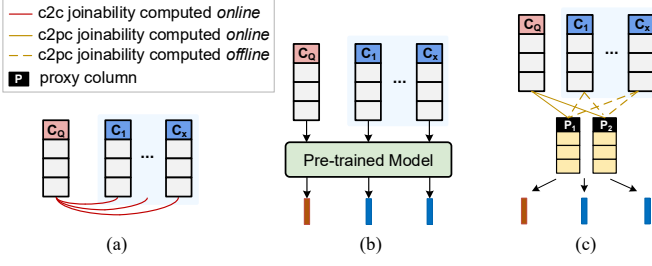 c2c joinability computed online
c2pc joinability computed online
c2pc joinability computed offline
P proxy column
CQ C1 ... Cx
(a)
CQ C1 ... Cx
Pre-trained Model
(b)
CQ C1 ... Cx
P1 P2
(c)